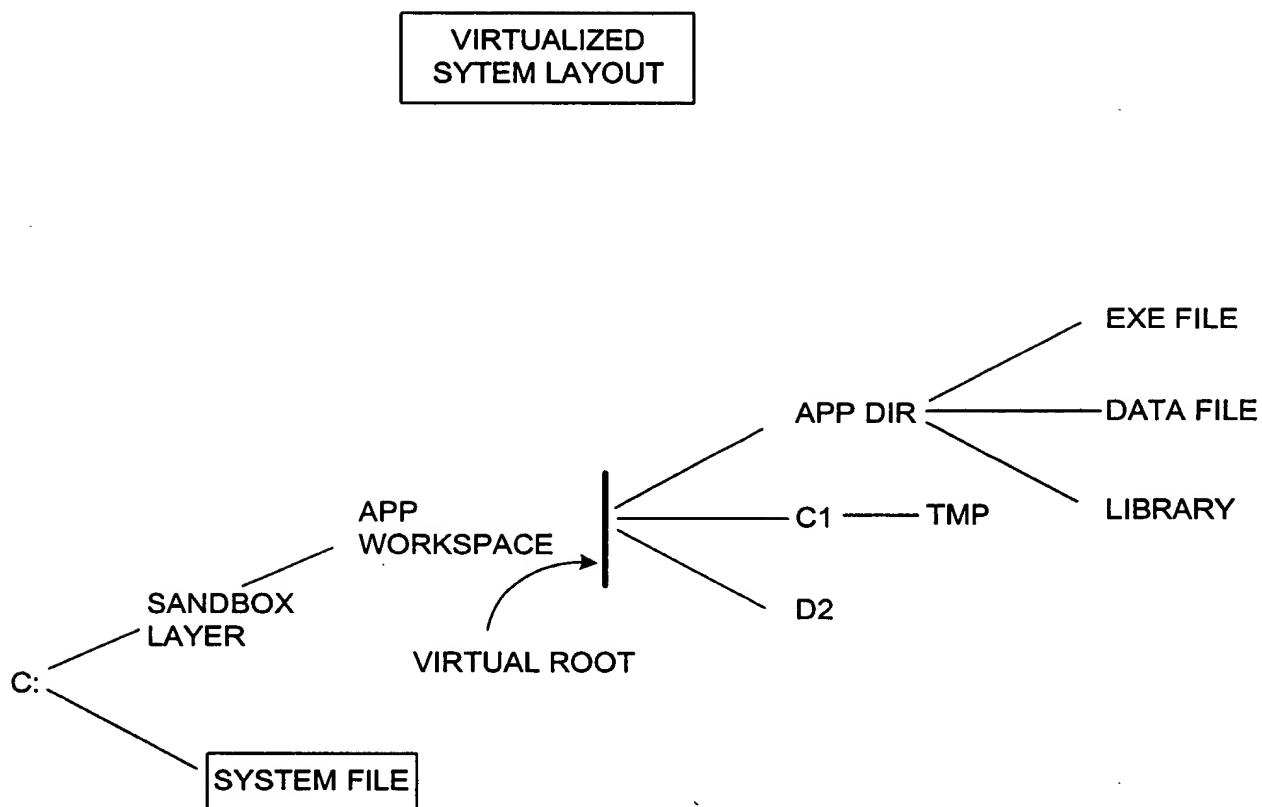 VIRTUALIZED
SYTEM LAYOUT
EXE FILE
APP DIR
DATA FILE
APP
WORKSPACE
C1
TMP
LIBRARY
SANDBOX
LAYER
D2
VIRTUAL ROOT
C:
SYSTEM FILE